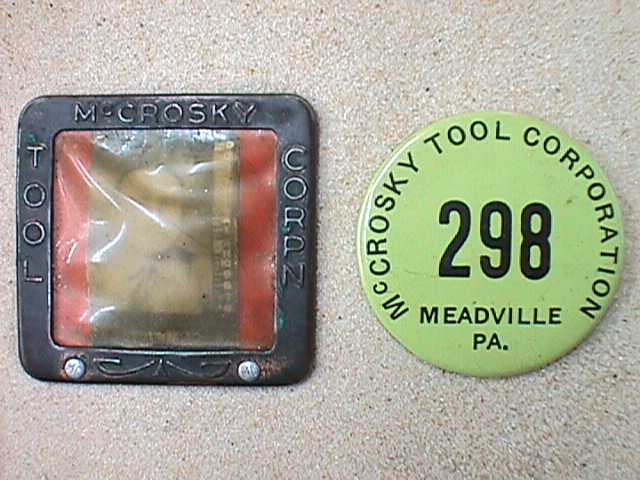 McCROSKY
TOOL
CORPN
McCROSKY TOOL CORPORATION
298
MEADVILLE
PA.